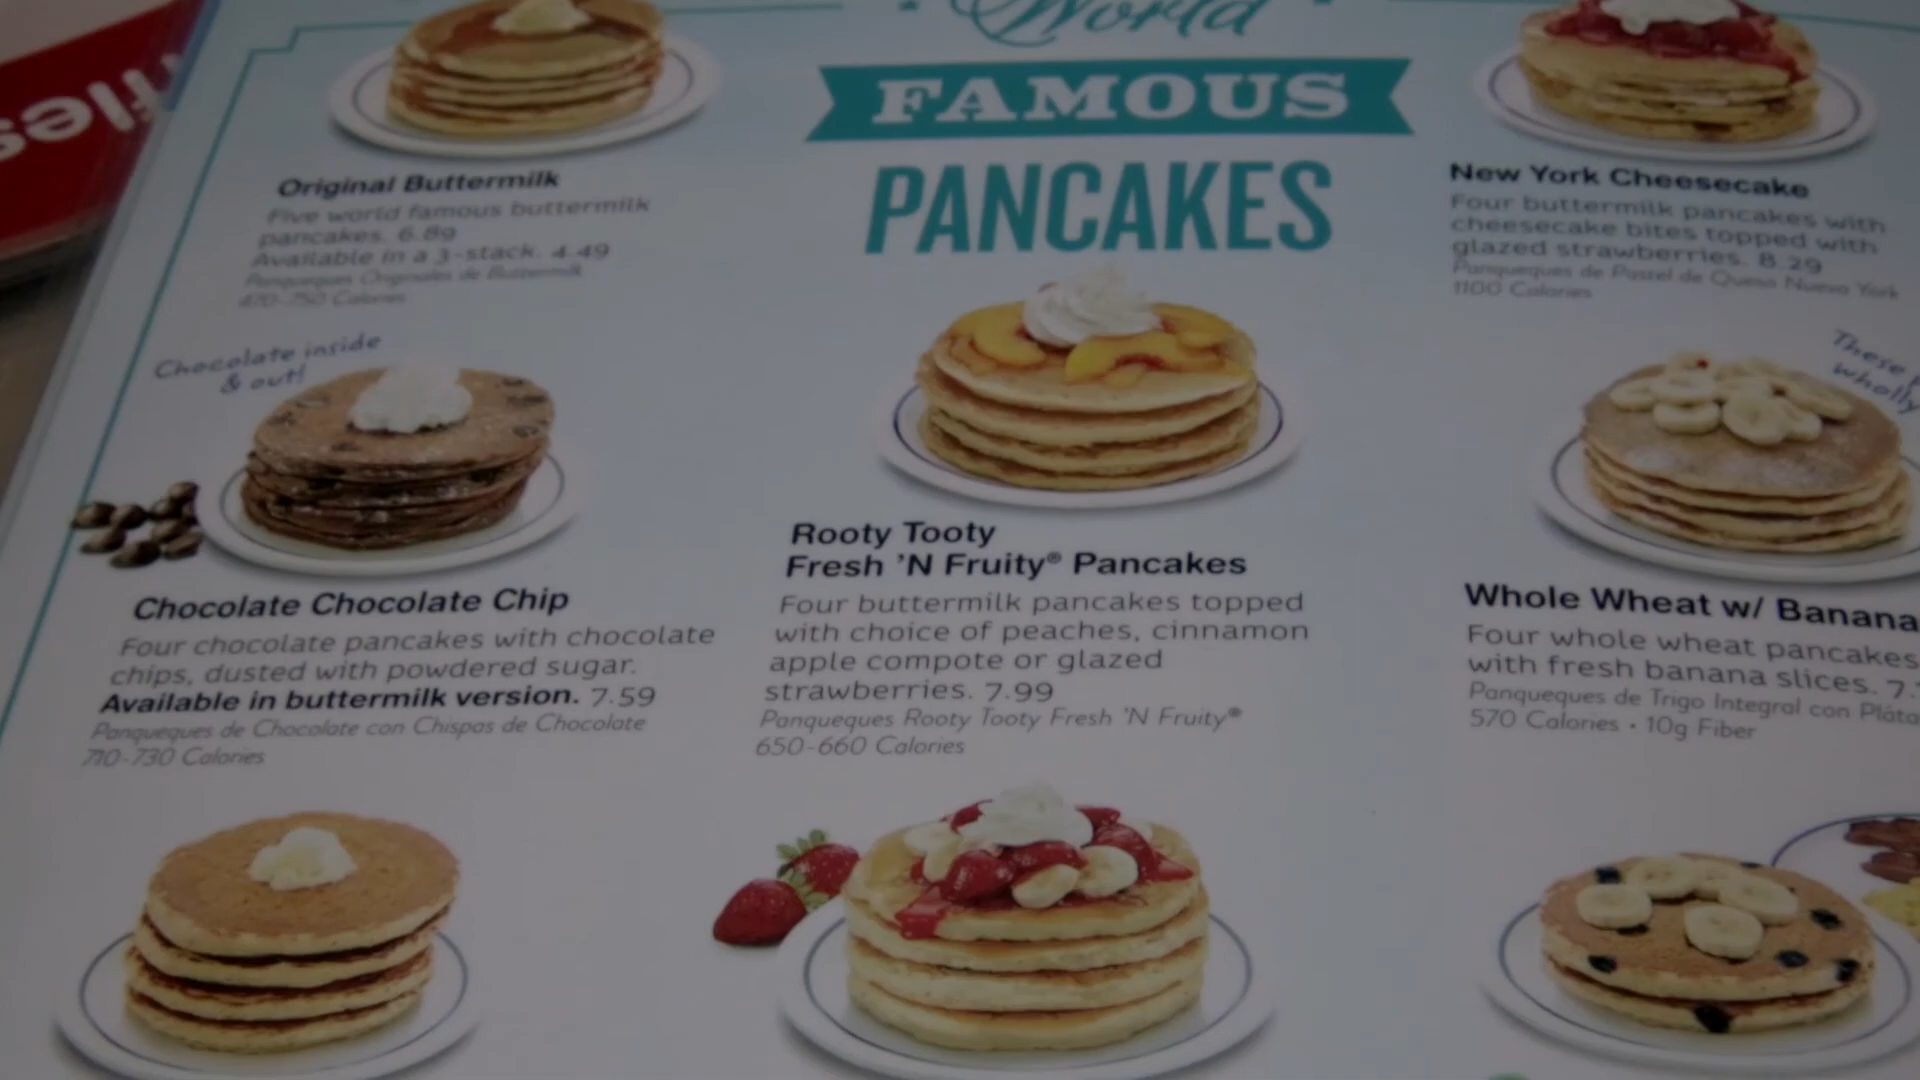 World
FAMOUS
PANCAKES
Original Buttermilk
Five world famous buttermilk
pancakes. 6.89
Available in a 3-stack. 4.49
Panqueques Originales de Buttermilk
470-750 Calories
New York Cheesecake
Four buttermilk pancakes with
cheesecake bites topped with
glazed strawberries. 8.29
Panqueques de Pastel de Queso Nueva York
1100 Calories
Chocolate inside
& out!
Chocolate Chocolate Chip
Four chocolate pancakes with chocolate
chips, dusted with powdered sugar.
Available in buttermilk version. 7.59
Panqueques de Chocolate con Chispas de Chocolate
710-730 Calories
Rooty Tooty
Fresh 'N Fruity® Pancakes
Four buttermilk pancakes topped
with choice of peaches, cinnamon
apple compote or glazed
strawberries. 7.99
Panqueques Rooty Tooty Fresh 'N Fruity®
650-660 Calories
These
wholly
Whole Wheat w/ Banana
Four whole wheat pancakes
with fresh banana slices.
Panqueques de Trigo Integral con
570 Calories • 10g Fiber